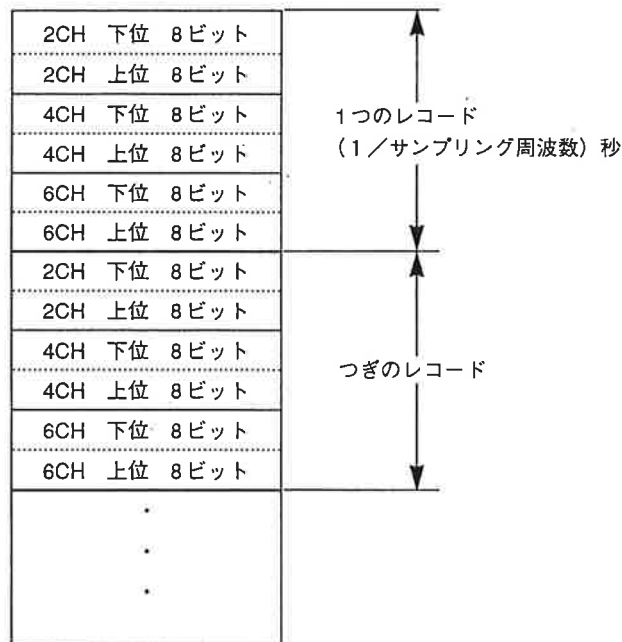 2CH 下位 8ビット
2CH 上位 8ビット
4CH 下位 8ビット
4CH 上位 8ビット
6CH 下位 8ビット
6CH 上位 8ビット
1つのレコード
(1/サンプリング周波数) 秒
2CH 下位 8ビット
2CH 上位 8ビット
4CH 下位 8ビット
4CH 上位 8ビット
6CH 下位 8ビット
6CH 上位 8ビット
つぎのレコード